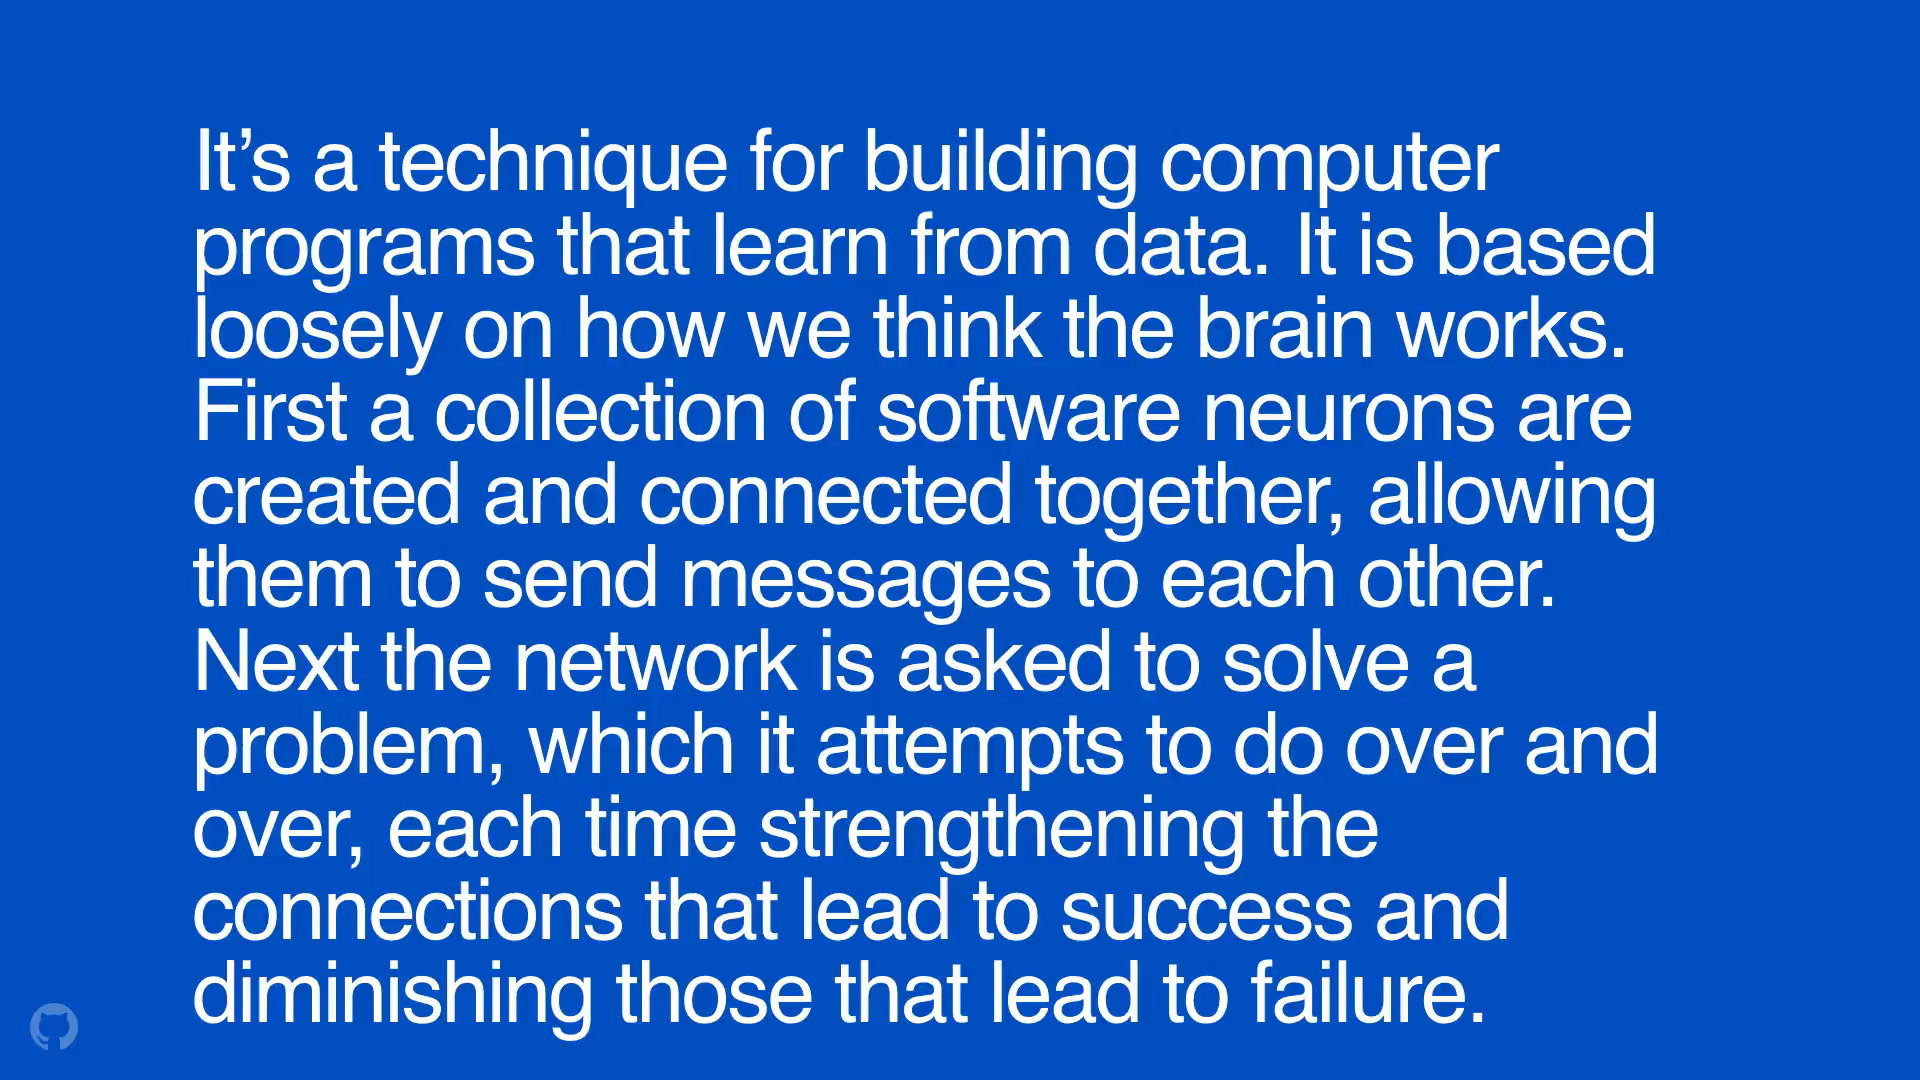 It’s a technique for building computer
programs that learn from data. It is based
loosely on how we think the brain works.
First a collection of software neurons are
created and connected together, allowing
them to send messages to each other.
Next the network is asked to solve a
problem, which it attempts to do over and
over, each time strengthening the
connections that lead to success and
diminishing those that lead to failure.